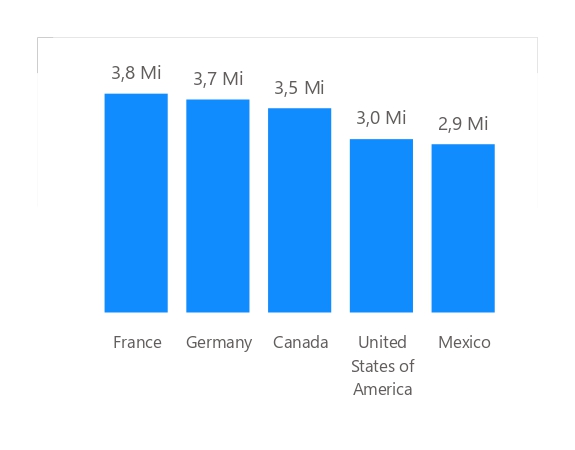 3,8 Mi
3,7 Mi
3,5 Mi
3,0 Mi
2,9 Mi
France
Germany
Canada
United
States of
America
Mexico